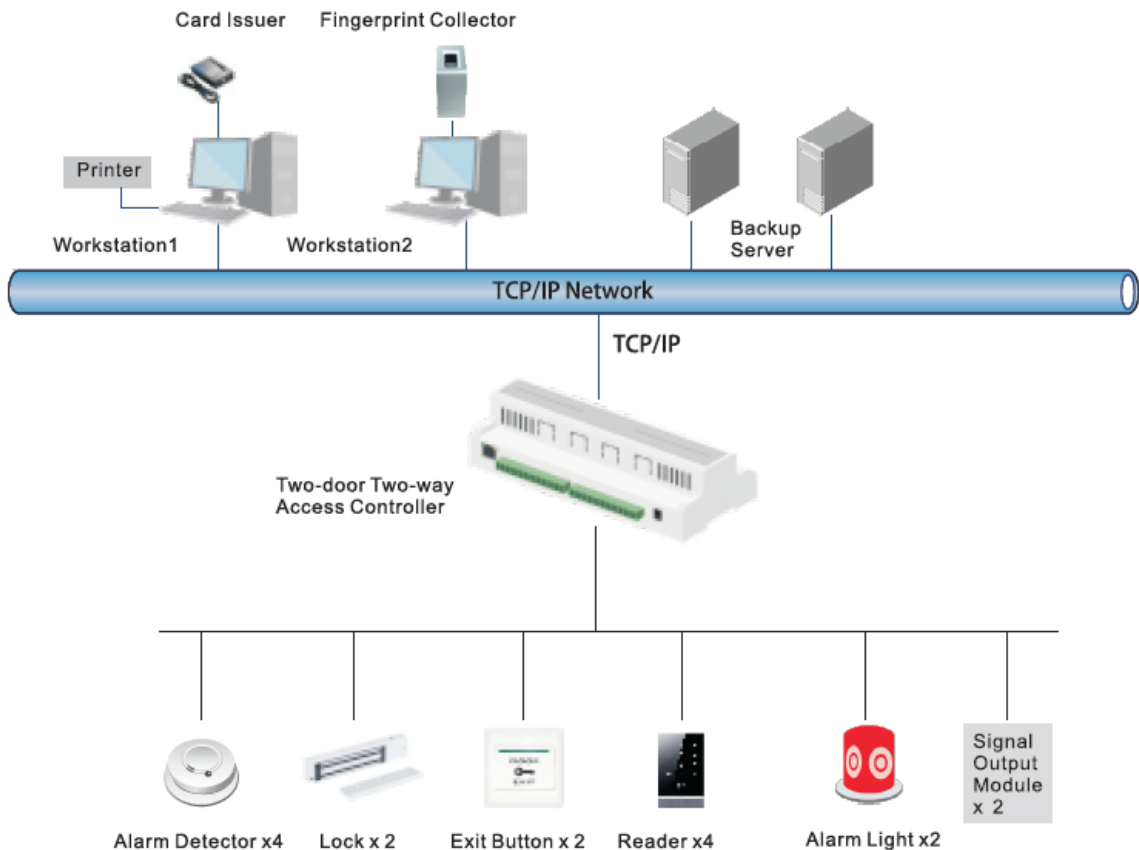 Card Issuer
Fingerprint Collector
Printer
Workstation1
Workstation2
Backup
Server
TCP/IP Network
TCP/IP
Two-door Two-way
Access Controller
Signal
Output
Module
x 2
Alarm Detector x4
Lock x 2
Exit Button x 2
Reader x4
Alarm Light x2